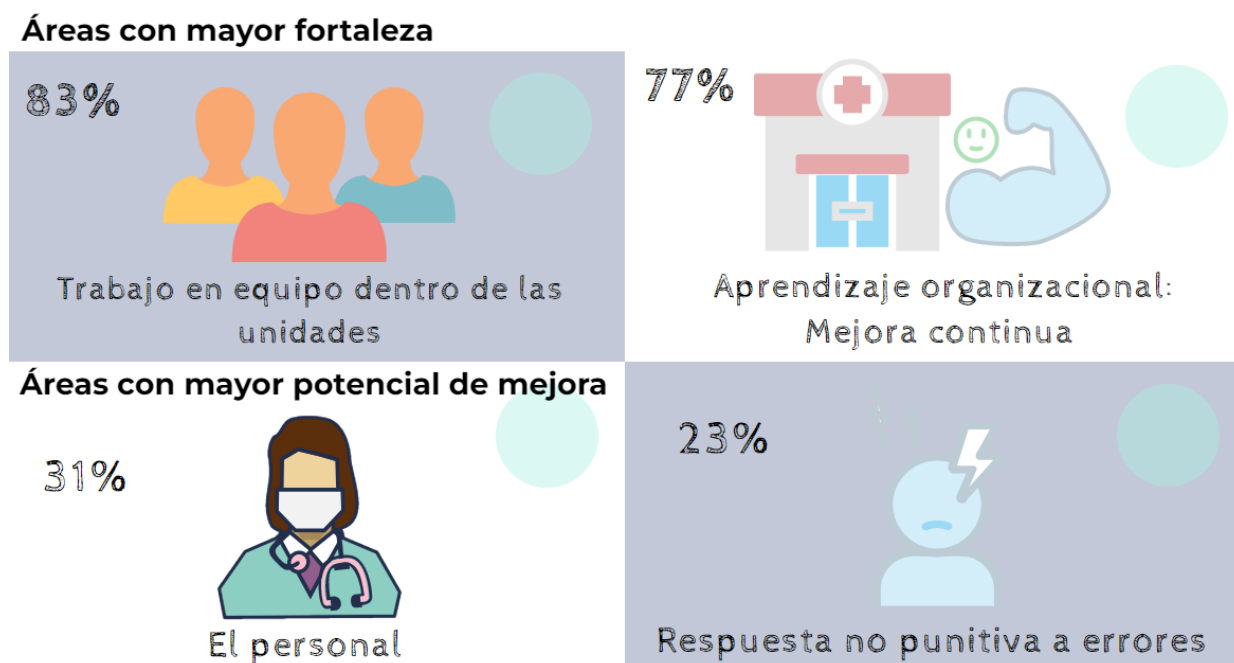 Áreas con mayor fortaleza
83%
Trabajo en equipo dentro de las
unidades
77%
Aprendizaje organizacional:
Mejora continua
Áreas con mayor potencial de mejora
31%
El personal
23%
Respuesta no punitiva a errores